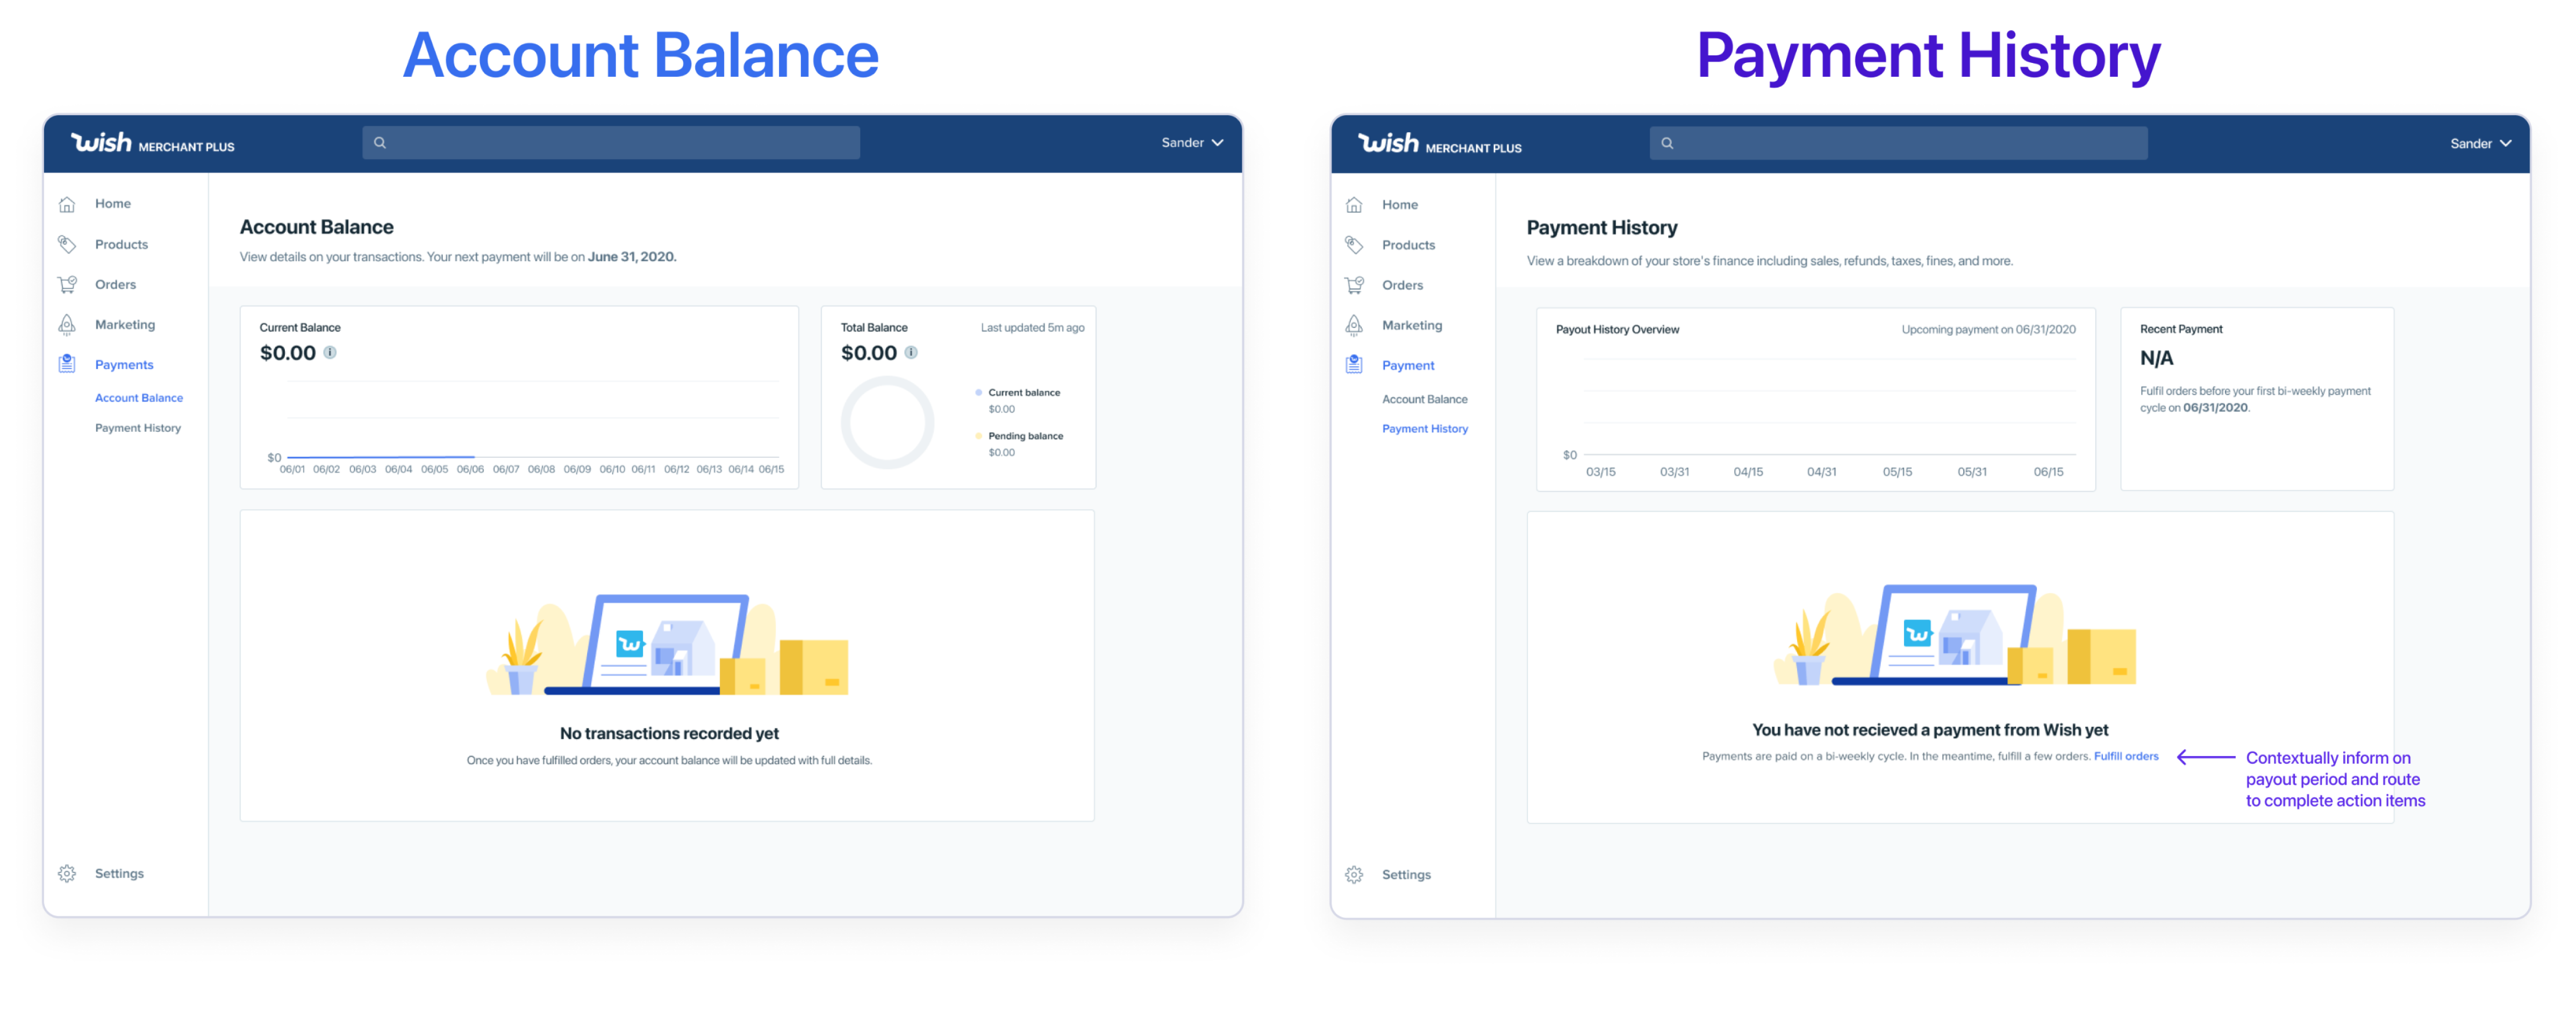 Account Balance
wish MERCHANT PLUS
Sander
Home
Products
Orders
Marketing
Payments
Account Balance
Payment History
Settings
Account Balance
View details on your transactions. Your next payment will be on June 31, 2020.
Current Balance
$0.00
$0
06/01 06/02 06/03 06/04 06/05 06/06 06/07 06/08 06/09 06/10 06/11 06/12 06/13 06/14 06/15
Total Balance Last updated 5m ago
$0.00
Current balance
$0.00
Pending balance
$0.00
No transactions recorded yet
Once you have fulfilled orders, your account balance will be updated with full details.
Payment History
wish MERCHANT PLUS
Sander
Home
Products
Orders
Marketing
Payment
Account Balance
Payment History
Settings
Payment History
View a breakdown of your store's finance including sales, refunds, taxes, fines, and more.
Payout History Overview Upcoming payment on 06/31/2020
$0
03/15 03/31 04/15 04/31 05/15 05/31 06/15
Recent Payment
N/A
Fulfil orders before your first bi-weekly payment
cycle on 06/31/2020.
You have not recieved a payment from Wish yet
Payments are paid on a bi-weekly cycle. In the meantime, fulfill a few orders. Fulfill orders
Contextually inform on
payout period and route
to complete action items